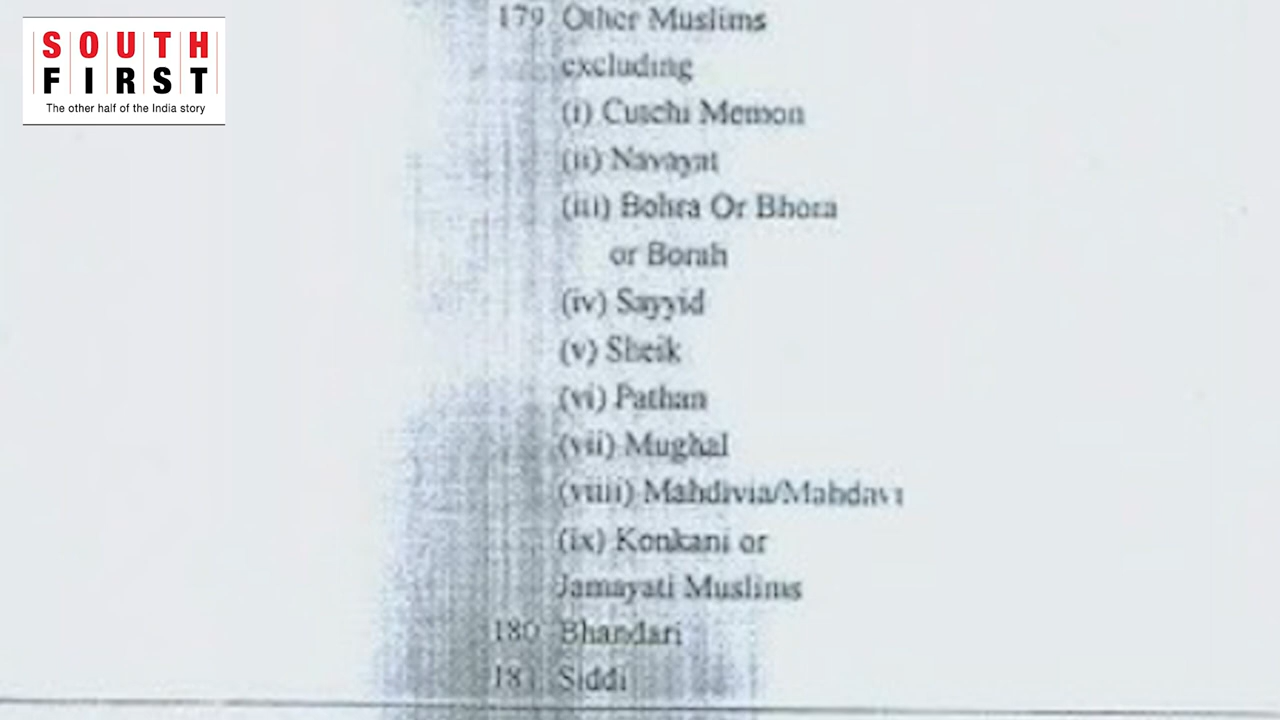 SOUTH
FIRST
The other half of the India story
179 Other Muslims
excluding
(i) Cutchi Memon
(ii) Navayat
(iii) Bohra Or Bhora
or Borah
(iv) Sayyid
(v) Sheik
(vi) Pathan
(vii) Mughal
(viii) Mahdivia/Mahdavi
(ix) Konkani or
Jamayati Muslims
180 Bhandari
181 Siddi